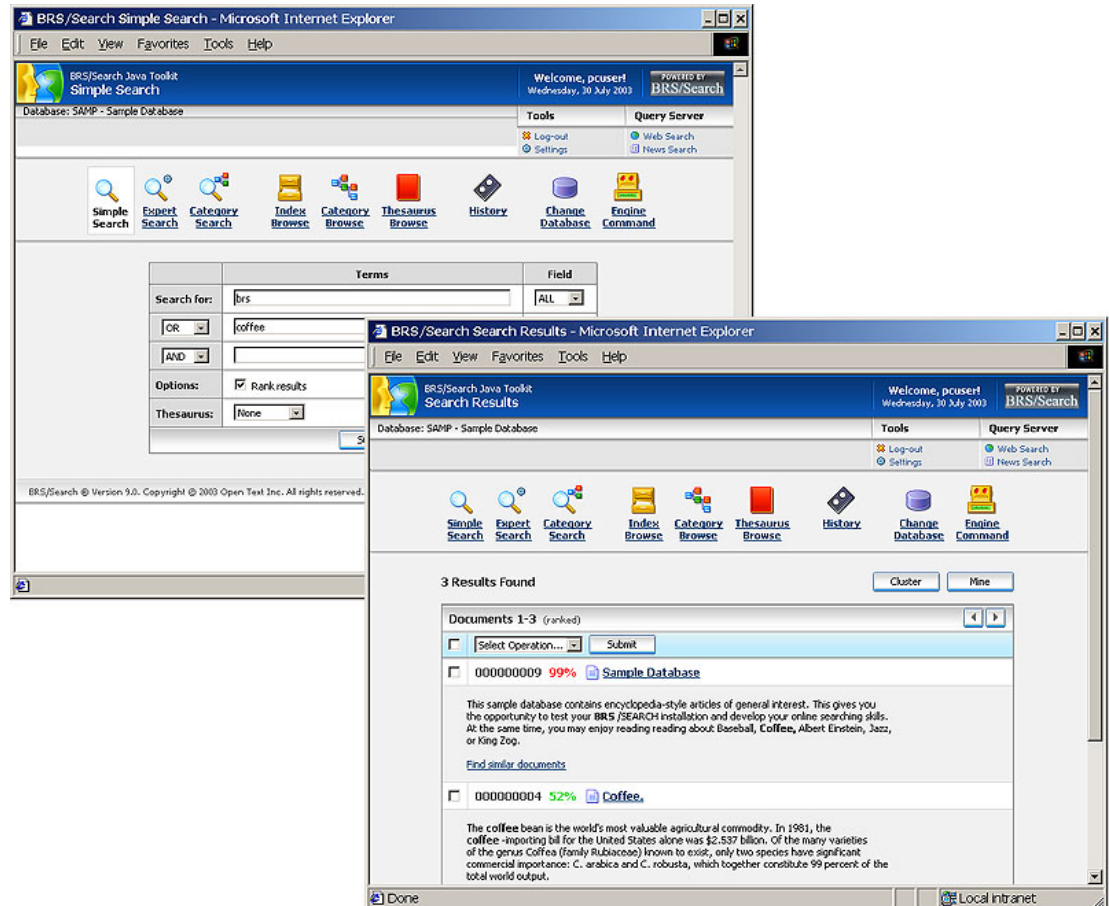 BRS/Search Simple Search - Microsoft Internet Explorer
File Edit View Favorites Tools Help
BRS/Search Java Toolkit
Simple Search
Welcome, pcuser!
Wednesday, 30 July 2003
POWERED BY
BRS/Search
Database: SAMP - Sample Database
Tools Query Server
Log-out Web Search
Settings News Search
Simple Expert Category Index Category Thesaurus History Change Engine
Search Search Search Browse Browse Browse Database Command
Terms Field
Search for: brs ALL
OR coffee
AND
Options: Rank results
Thesaurus: None
BRS/Search © Version 9.0. Copyright © 2003 Open Text Inc. All rights reserved.
BRS/Search Search Results - Microsoft Internet Explorer
File Edit View Favorites Tools Help
BRS/Search Java Toolkit
Search Results
Welcome, pcuser!
Wednesday, 30 July 2003
POWERED BY
BRS/Search
Database: SAMP - Sample Database
Tools Query Server
Log-out Web Search
Settings News Search
Simple Expert Category Index Category Thesaurus History Change Engine
Search Search Search Browse Browse Browse Database Command
3 Results Found Cluster Mine
Documents 1-3 (ranked)
Select Operation... Submit
000000009 99% Sample Database
This sample database contains encyclopedia-style articles of general interest. This gives you
the opportunity to test your BRS /SEARCH installation and develop your online searching skills.
At the same time, you may enjoy reading reading about Baseball, Coffee, Albert Einstein, Jazz,
or King Zog.
Find similar documents
000000004 52% Coffee.
The coffee bean is the world's most valuable agricultural commodity. In 1981, the
coffee -importing bill for the United States alone was $2.537 billion. Of the many varieties
of the genus Coffea (family Rubiaceae) known to exist, only two species have significant
commercial importance: C. arabica and C. robusta, which together constitute 99 percent of the
total world output.
Done Local intranet